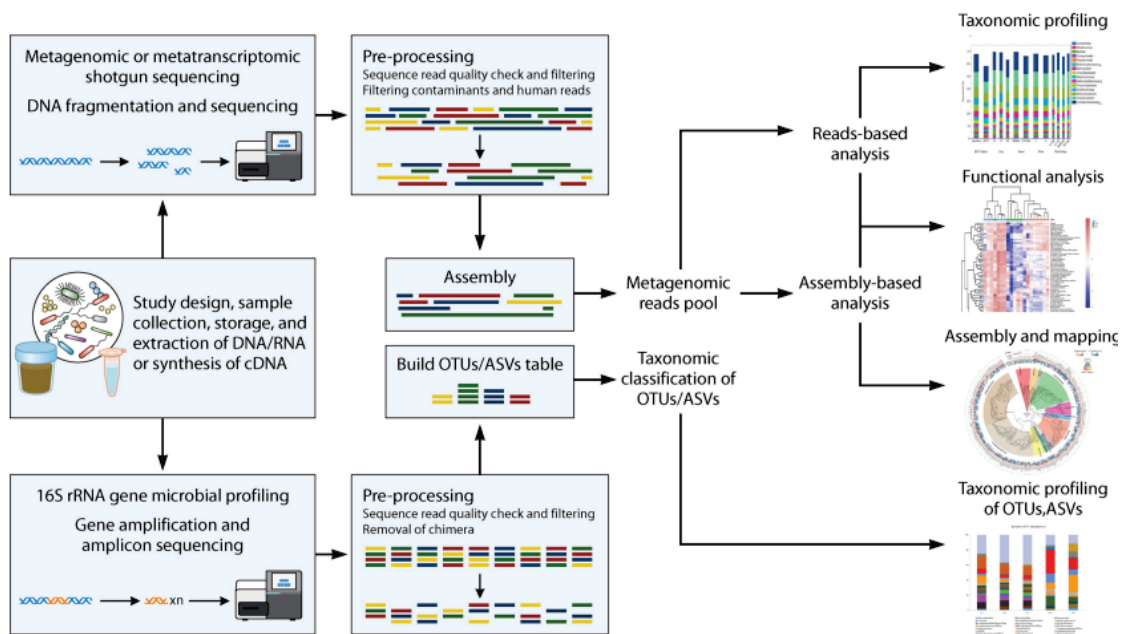 Metagenomic or metatranscriptomic
shotgun sequencing
DNA fragmentation and sequencing
Pre-processing
Sequence read quality check and filtering
Filtering contaminants and human reads
Study design, sample
collection, storage, and
extraction of DNA/RNA
or synthesis of cDNA
Assembly
Build OTUs/ASVs table
16S rRNA gene microbial profiling
Gene amplification and
amplicon sequencing
xn
Pre-processing
Sequence read quality check and filtering
Removal of chimera
Metagenomic
reads pool
Taxonomic
classification of
OTUs/ASVs
Reads-based
analysis
Assembly-based
analysis
Taxonomic profiling
Functional analysis
Assembly and mapping
Taxonomic profiling
of OTUs,ASVs